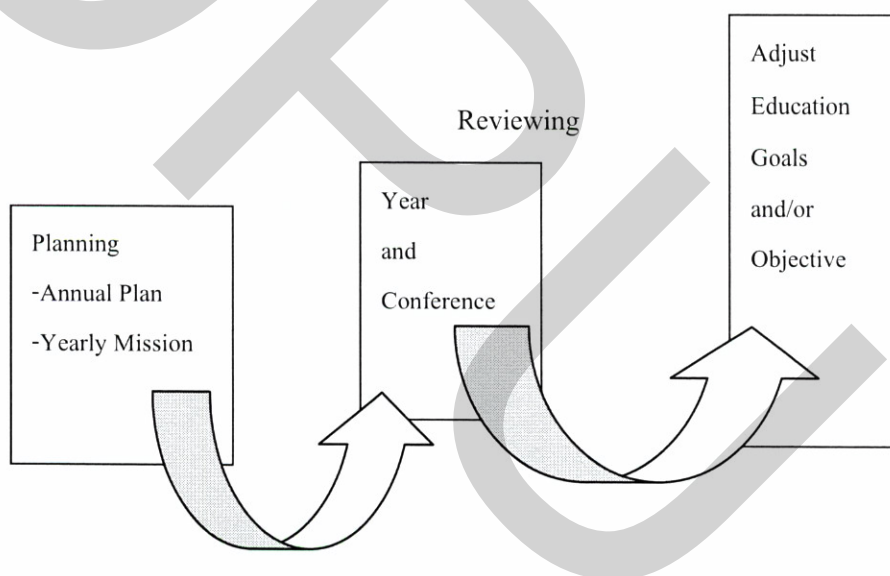 Planning
-Annual Plan
-Yearly Mission
Reviewing
Year
and
Conference
Adjust
Education
Goals
and/or
Objective